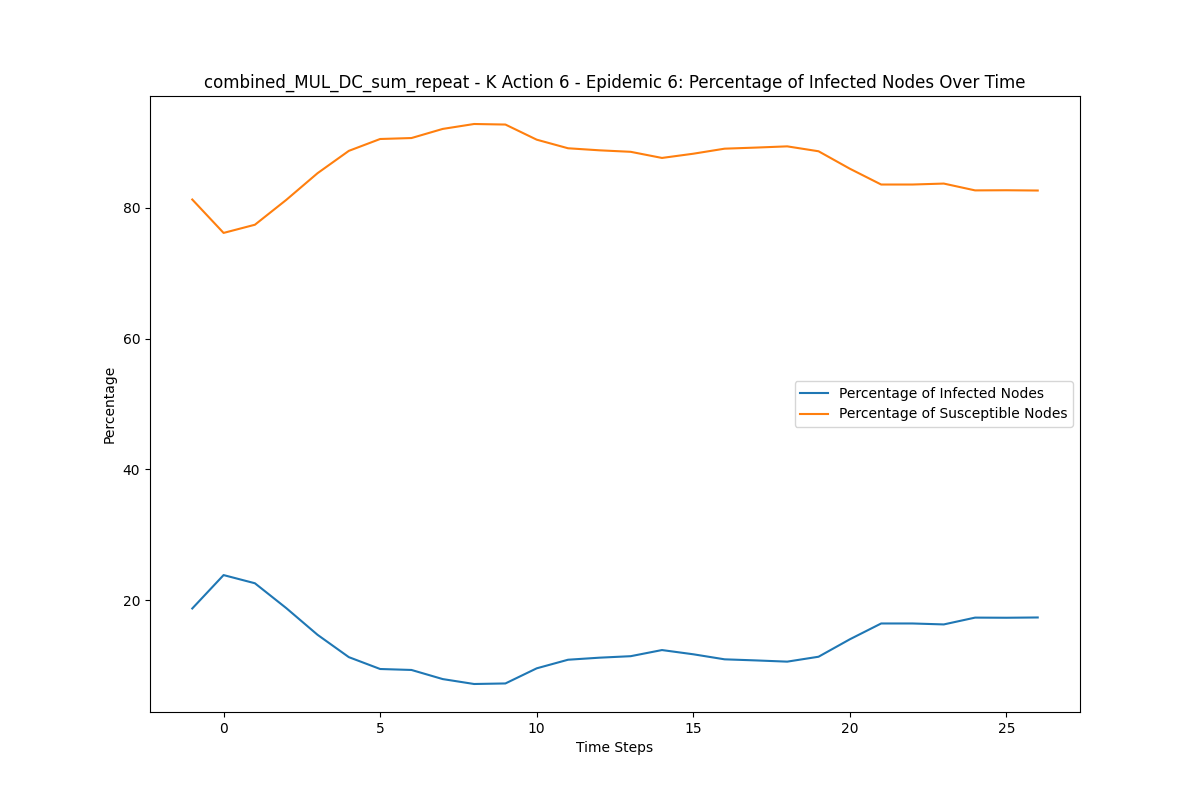 combined_MUL_DC_sum_repeat - K Action 6 - Epidemic 6: Percentage of Infected Nodes Over Time
Percentage
80
60
40
20
Percentage of Infected Nodes
Percentage of Susceptible Nodes
0 5 10 15 20 25
Time Steps